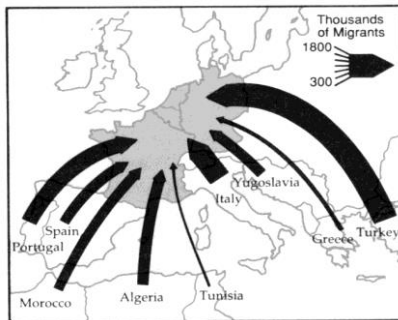 Thousands
of Migrants
1800
300
Yugoslavia
Spain
Italy
Portugal
Greece
Turkey
Morocco
Algeria
Tunisia